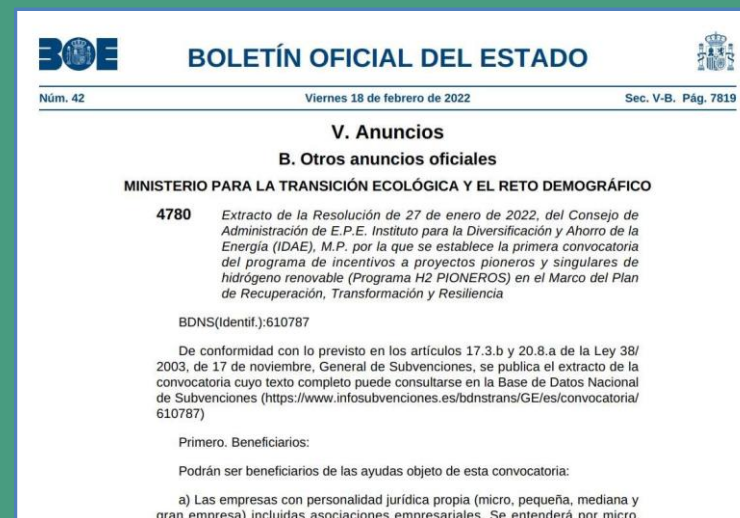 BOE
BOLETÍN OFICIAL DEL ESTADO
Núm. 42 Viernes 18 de febrero de 2022 Sec. V-B. Pág. 7819
V. Anuncios
B. Otros anuncios oficiales
MINISTERIO PARA LA TRANSICIÓN ECOLÓGICA Y EL RETO DEMOGRÁFICO
4780 Extracto de la Resolución de 27 de enero de 2022, del Consejo de
Administración de E.P.E. Instituto para la Diversificación y Ahorro de la
Energía (IDAE), M.P. por la que se establece la primera convocatoria
del programa de incentivos a proyectos pioneros y singulares de
hidrógeno renovable (Programa H2 PIONEROS) en el Marco del Plan
de Recuperación, Transformación y Resiliencia
BDNS(Identif.):610787
De conformidad con lo previsto en los artículos 17.3.b y 20.8.a de la Ley 38/
2003, de 17 de noviembre, General de Subvenciones, se publica el extracto de la
convocatoria cuyo texto completo puede consultarse en la Base de Datos Nacional
de Subvenciones (https://www.infosubvenciones.es/bdnstrans/GE/es/convocatoria/
610787)
Primero. Beneficiarios:
Podrán ser beneficiarios de las ayudas objeto de esta convocatoria:
a) Las empresas con personalidad jurídica propia (micro, pequeña, mediana y
gran empresa) incluidas asociaciones empresariales. Se entenderá por micro,